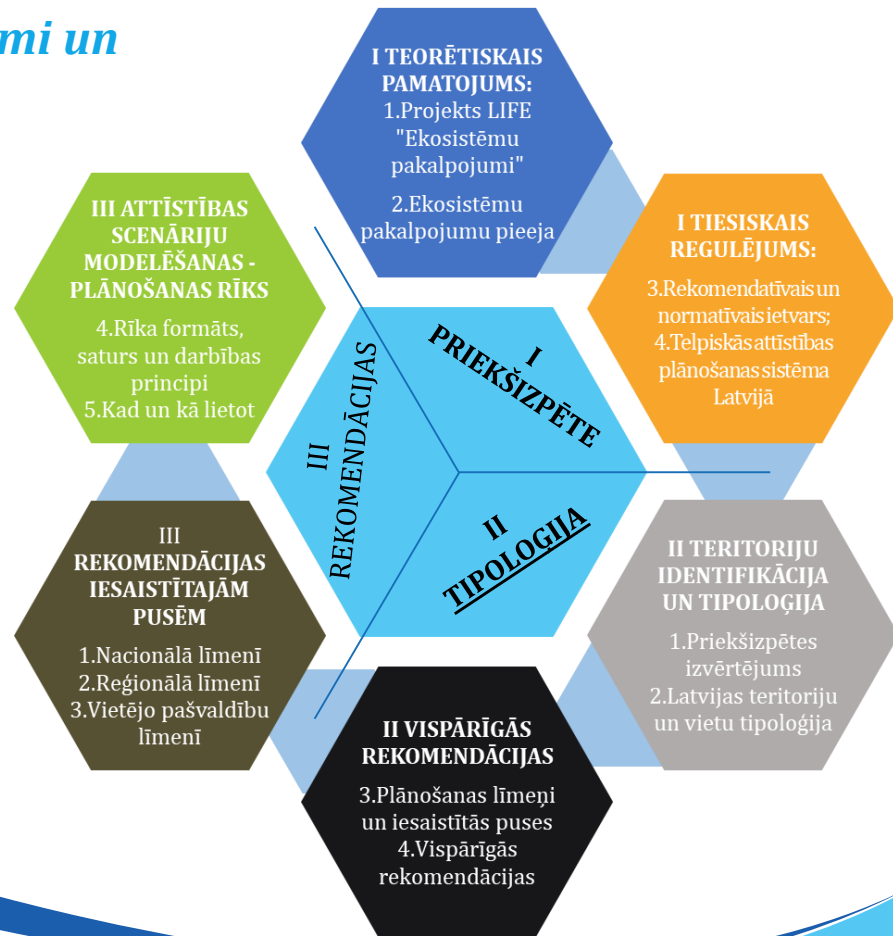 mi un
I TEORĒTISKAIS
PAMATOJUMS:
1.Projekts LIFE
"Ekosistēmu
pakalpojumi"
2.Ekosistēmu
pakalpojumu pieeja
I TIESISKAIS
REGULĒJUMS:
3.Rekomendatīvais un
normatīvais ietvars;
4.Telpiskās attīstības
plānošanas sistēma
Latvijā
II TERITORIJU
IDENTIFIKĀCIJA
UN TIPOLOĢIJA
1.Priekšizpētes
izvērtējums
2.Latvijas teritoriju
un vietu tipoloģija
II VISPĀRĪGĀS
REKOMENDĀCIJAS
3.Plānošanas līmeņi
un iesaistītās puses
4.Vispārīgās
rekomendācijas
III
REKOMENDĀCIJAS
IESAISTĪTAJĀM
PUSĒM
1.Nacionālā līmenī
2.Reģionālā līmenī
3.Vietējo pašvaldību
līmenī
III ATTĪSTĪBAS
SCENĀRIJU
MODELĒŠANAS -
PLĀNOŠANAS RĪKS
4.Rīka formāts,
saturs un darbības
principi
5.Kad un kā lietot
I
PRIEKŠIZPĒTE
II
TIPOLOĢIJA
III
REKOMENDĀCIJAS